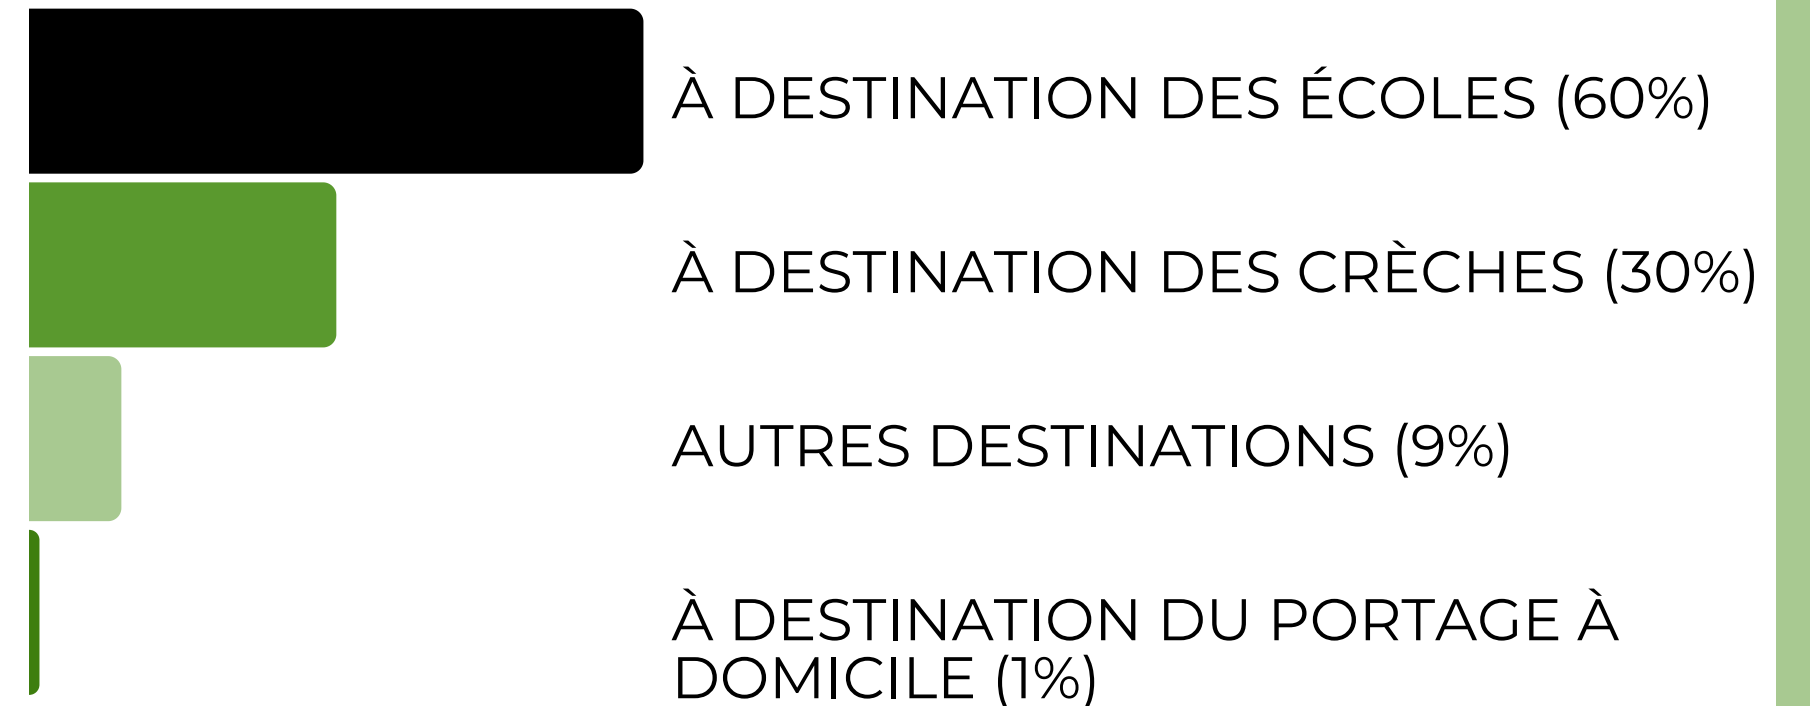 À DESTINATION DES ÉCOLES (60%)
À DESTINATION DES CRÈCHES (30%)
AUTRES DESTINATIONS (9%)
À DESTINATION DU PORTAGE À
DOMICILE (1%)